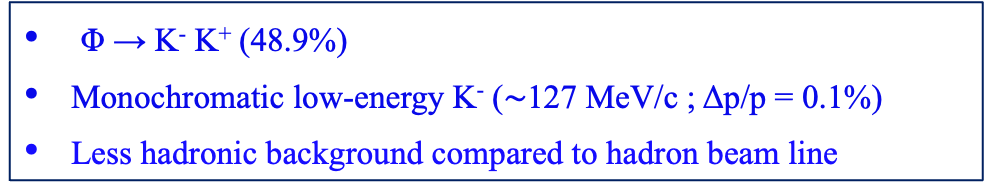 • Φ → K⁻ K⁺ (48.9%)
• Monochromatic low-energy K⁻ (~127 MeV/c ; Δp/p = 0.1%)
• Less hadronic background compared to hadron beam line